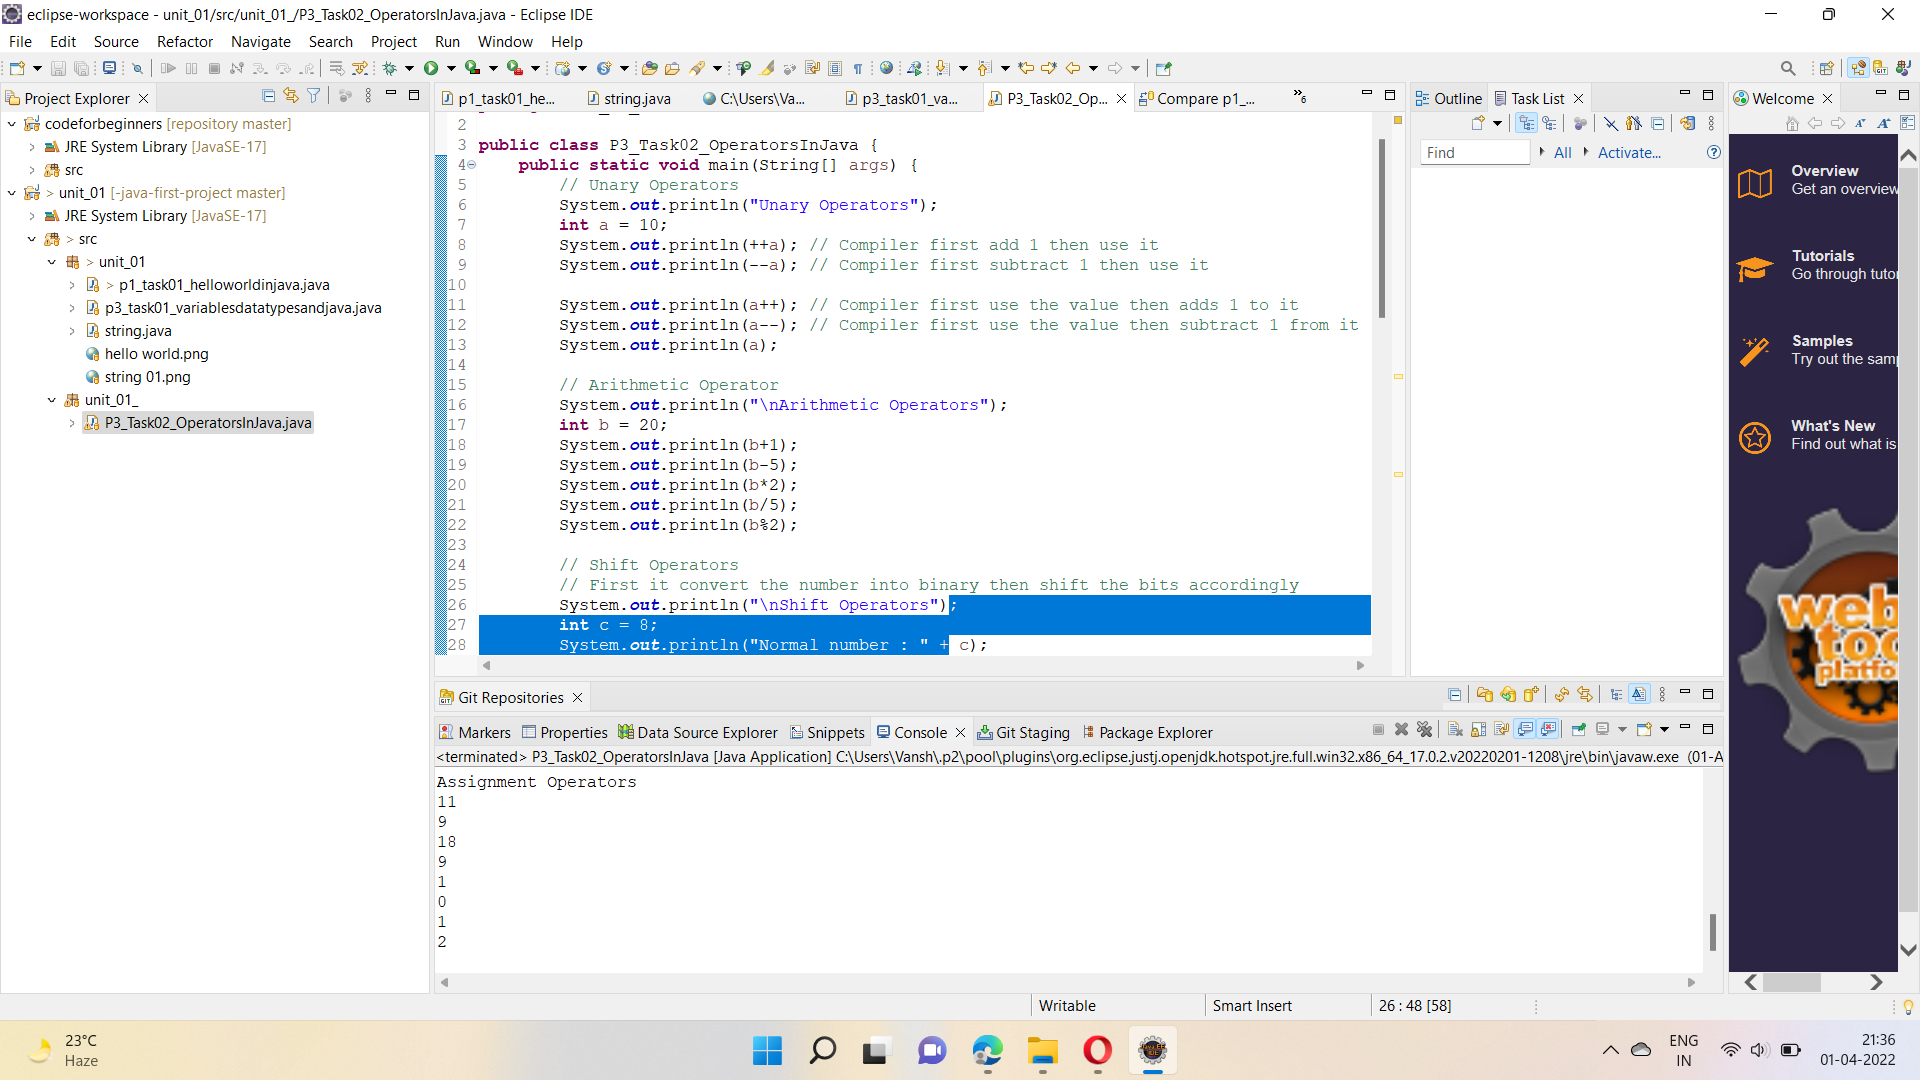 eclipse-workspace - unit_01/src/unit_01_/P3_Task02_OperatorsInJava.java - Eclipse IDE
File Edit Source Refactor Navigate Search Project Run Window Help
Project Explorer
codeforbeginners [repository master]
JRE System Library [JavaSE-17]
src
> unit_01 [-java-first-project master]
JRE System Library [JavaSE-17]
> src
> unit_01
> p1_task01_helloworldinjava.java
p3_task01_variablesdatatypesandjava.java
string.java
hello world.png
string 01.png
unit_01_
P3_Task02_OperatorsInJava.java
p1_task01_he... string.java C:\Users\Va... p3_task01_va... P3_Task02_Op... Compare p1_... »6
2
3 public class P3_Task02_OperatorsInJava {
4 public static void main(String[] args) {
5 // Unary Operators
6 System.out.println("Unary Operators");
7 int a = 10;
8 System.out.println(++a); // Compiler first add 1 then use it
9 System.out.println(--a); // Compiler first subtract 1 then use it
10
11 System.out.println(a++); // Compiler first use the value then adds 1 to it
12 System.out.println(a--); // Compiler first use the value then subtract 1 from it
13 System.out.println(a);
14
15 // Arithmetic Operator
16 System.out.println("\nArithmetic Operators");
17 int b = 20;
18 System.out.println(b+1);
19 System.out.println(b-5);
20 System.out.println(b*2);
21 System.out.println(b/5);
22 System.out.println(b%2);
23
24 // Shift Operators
25 // First it convert the number into binary then shift the bits accordingly
26 System.out.println("\nShift Operators");
27 int c = 8;
28 System.out.println("Normal number : " + c);
Outline Task List
Find All Activate...
Welcome
Overview
Get an overview
Tutorials
Go through tutor
Samples
Try out the samp
What's New
Find out what is
web
too
platfo
Git Repositories
Markers Properties Data Source Explorer Snippets Console Git Staging Package Explorer
<terminated> P3_Task02_OperatorsInJava [Java Application] C:\Users\Vansh\.p2\pool\plugins\org.eclipse.justj.openjdk.hotspot.jre.full.win32.x86_64_17.0.2.v20220201-1208\jre\bin\javaw.exe (01-A
Assignment Operators
11
9
18
9
1
0
1
2
Writable Smart Insert 26 : 48 [58]
23°C
Haze
ENG
IN
21:36
01-04-2022